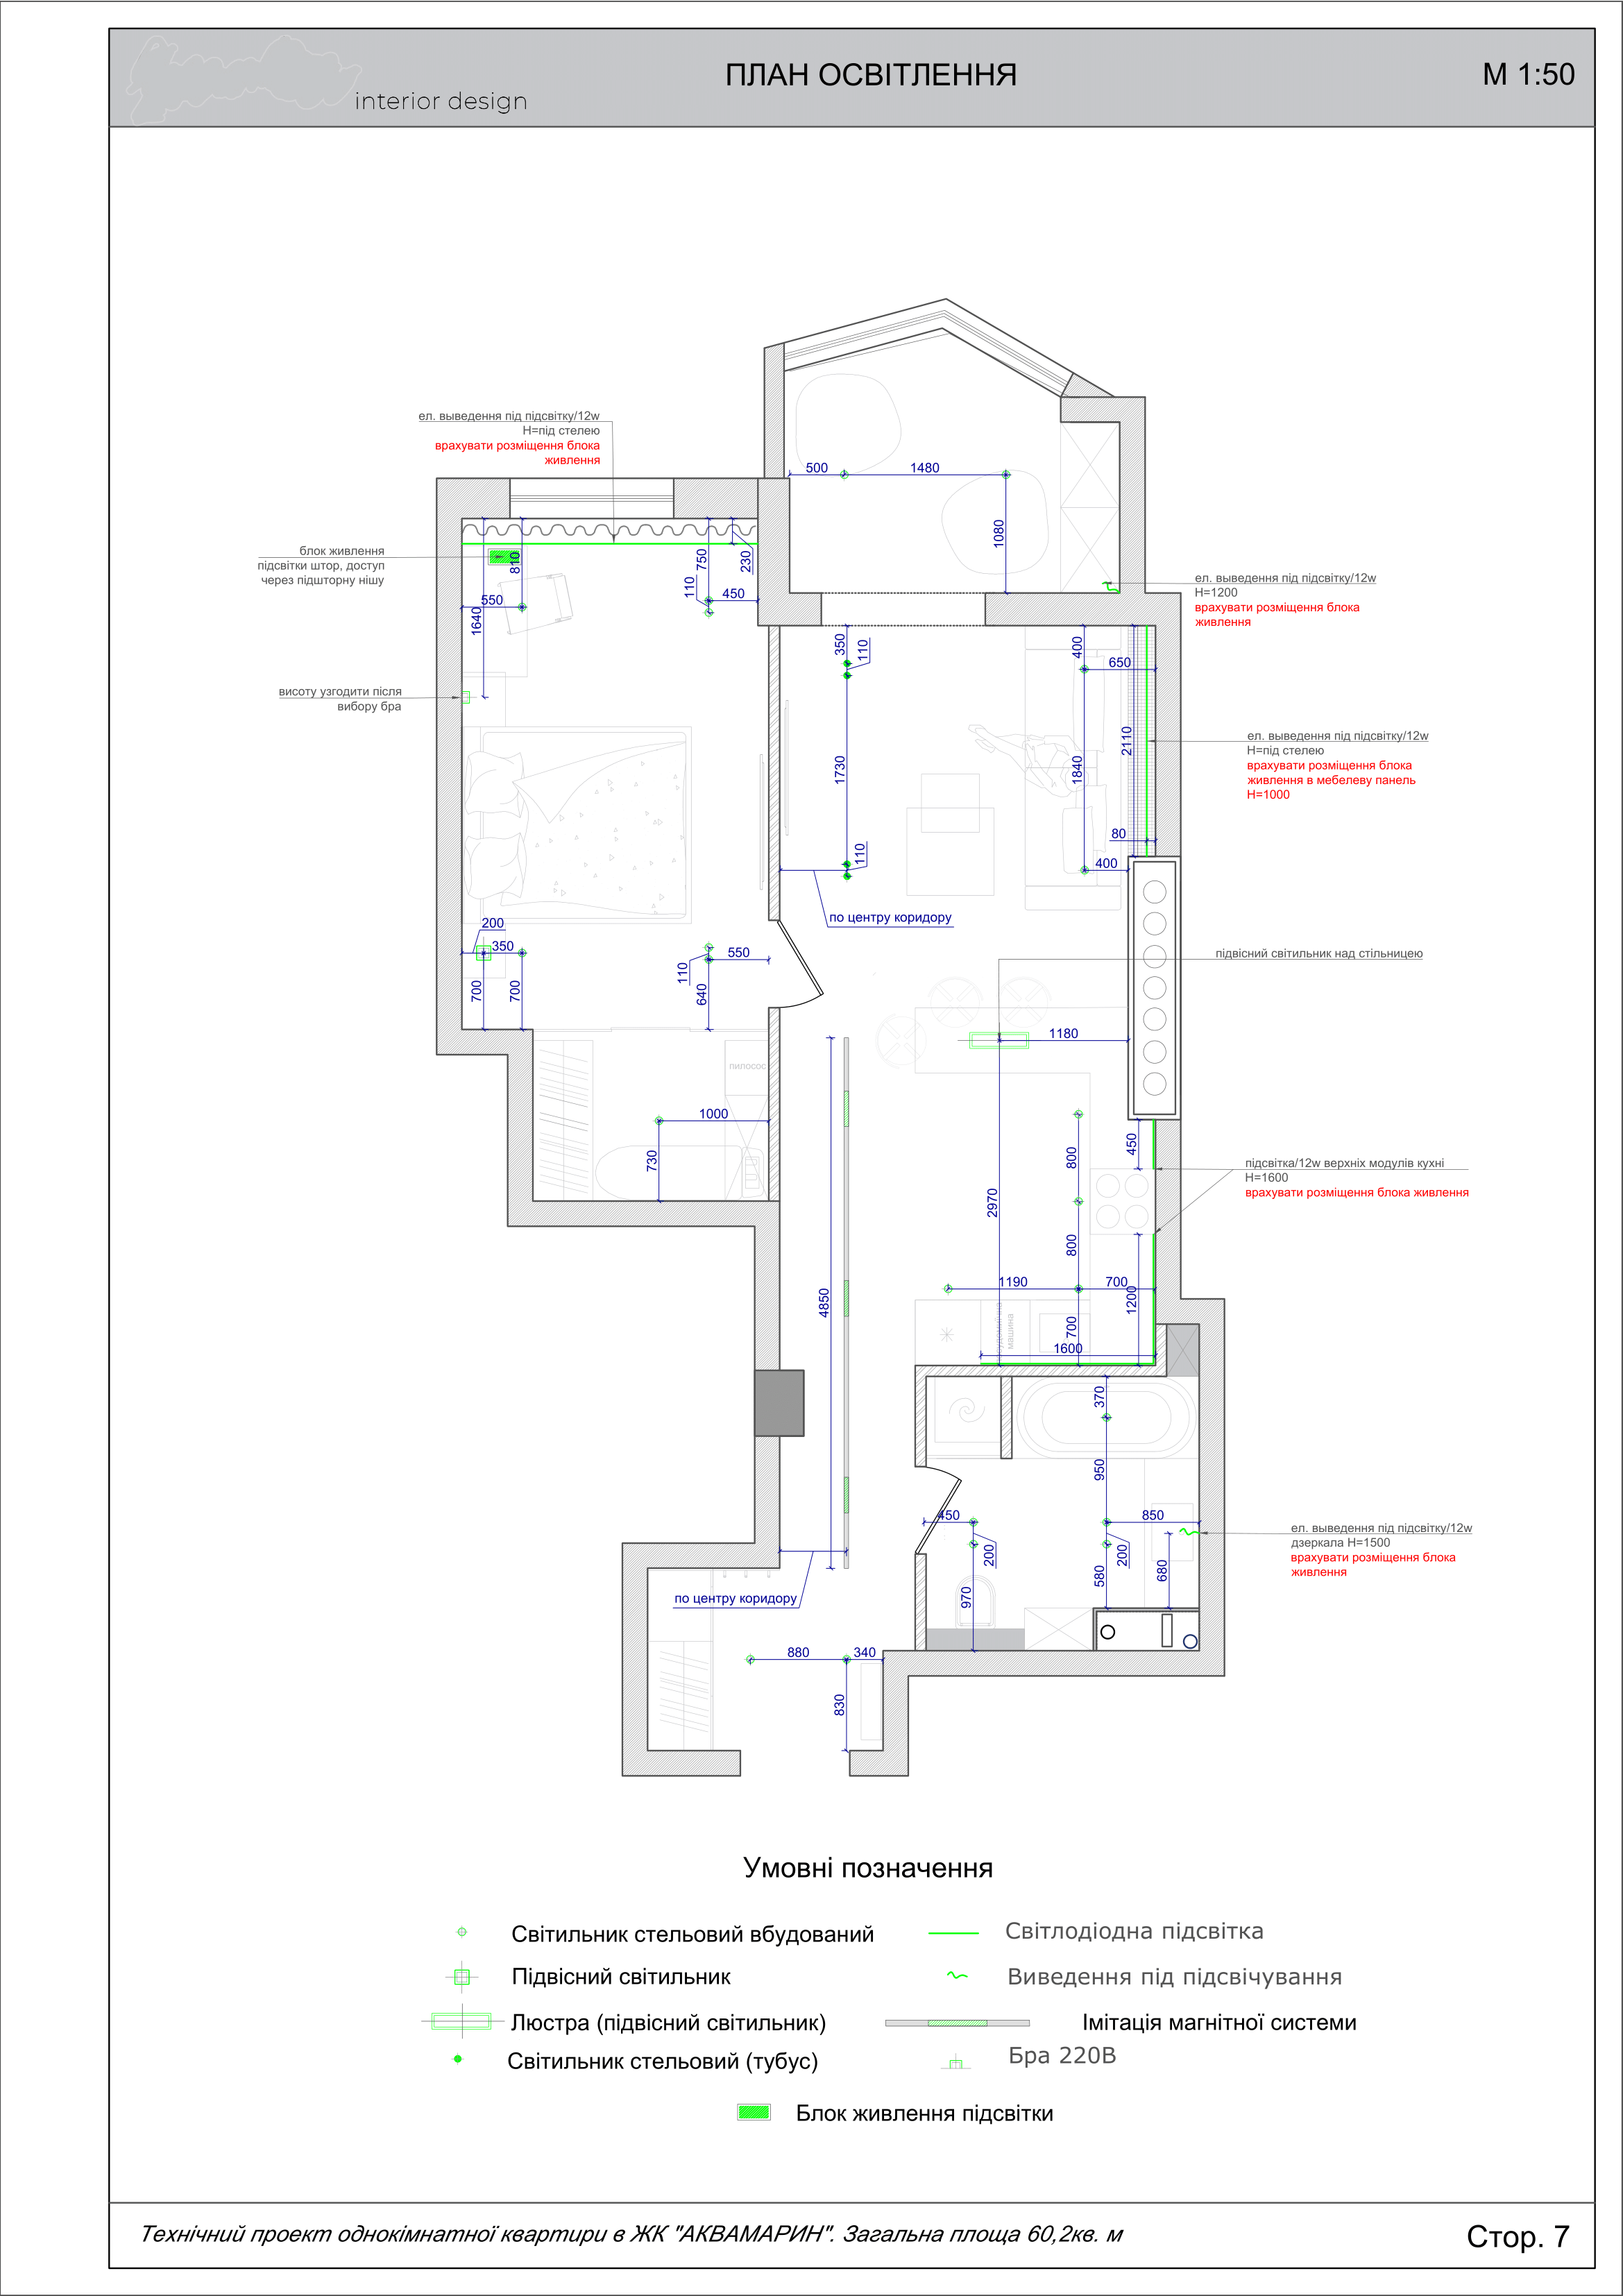 interior design
ПЛАН ОСВІТЛЕННЯ
М 1:50
ел. выведення під підсвітку/12w
Н=під стелею
врахувати розміщення блока
живлення
блок живлення
підсвітки штор, доступ
через підшторну нішу
висоту узгодити після
вибору бра
500
1480
1080
ел. выведення під підсвітку/12w
Н=1200
врахувати розміщення блока
живлення
810
550
1640
750
230
110
450
350
110
400
650
1730
1840
2110
80
400
110
по центру коридору
ел. выведення під підсвітку/12w
Н=під стелею
врахувати розміщення блока
живлення в мебелеву панель
Н=1000
200
350
700
700
550
110
640
підвісний світильник над стільницею
1180
пилосос
1000
730
800
450
2970
800
підсвітка/12w верхніх модулів кухні
Н=1600
врахувати розміщення блока живлення
4850
1190
700
1200
700
1600
машина
370
950
450
850
200
200
580
680
970
ел. выведення під підсвітку/12w
дзеркала Н=1500
врахувати розміщення блока
живлення
по центру коридору
880
340
830
Умовні позначення
Світильник стельовий вбудований
Світлодіодна підсвітка
Підвісний світильник
Виведення під підсвічування
Люстра (підвісний світильник)
Імітація магнітної системи
Світильник стельовий (тубус)
Бра 220В
Блок живлення підсвітки
Технічний проект однокімнатної квартири в ЖК "АКВАМАРИН". Загальна площа 60,2кв. м
Стор. 7